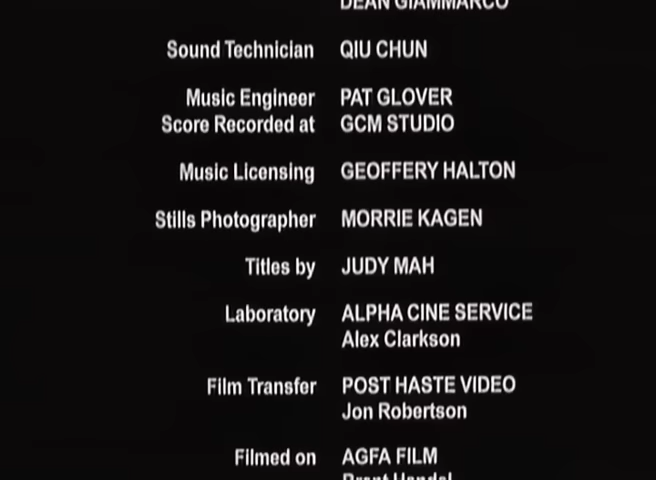 DEAN GIAMMARCO
Sound Technician QIU CHUN
Music Engineer PAT GLOVER
Score Recorded at GCM STUDIO
Music Licensing GEOFFERY HALTON
Stills Photographer MORRIE KAGEN
Titles by JUDY MAH
Laboratory ALPHA CINE SERVICE
Alex Clarkson
Film Transfer POST HASTE VIDEO
Jon Robertson
Filmed on AGFA FILM